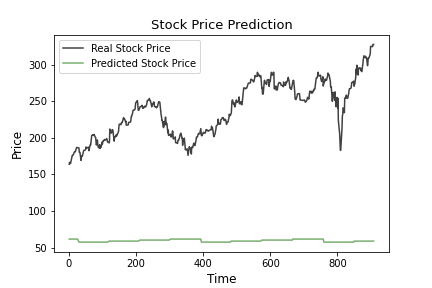 Stock Price Prediction
Real Stock Price
Predicted Stock Price
Price
300
250
200
150
100
50
0 200 400 600 800
Time